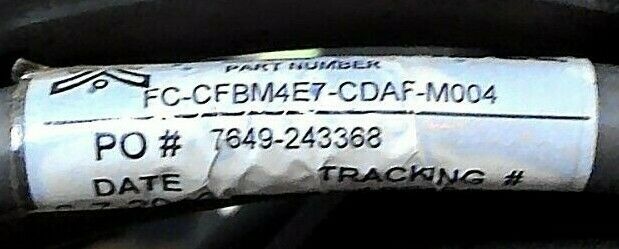 PART NUMBER
FC-CFBM4E7-CDAF-M004
PO # 7649-243368
DATE TRACKING #